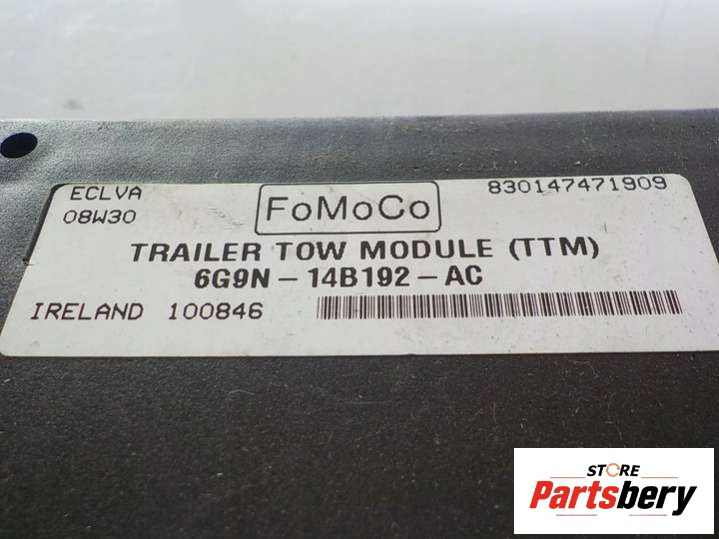 ECLVA
08W30
FoMoCo
830147471909
TRAILER TOW MODULE (TTM)
6G9N-14B192-AC
IRELAND 100846
STORE
Partsbery